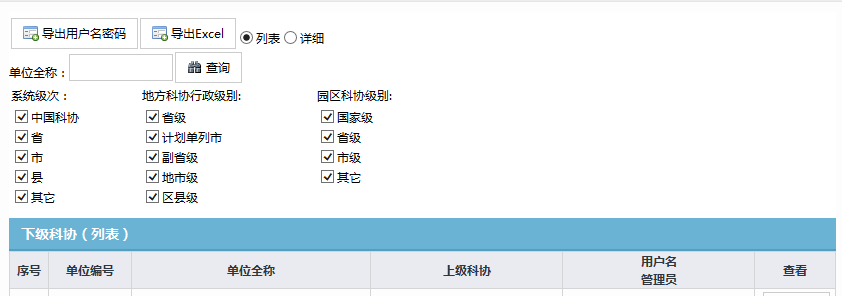 导出用户名密码 导出Excel 列表 详细
单位全称： 查询
系统级次： 地方科协行政级别: 园区科协级别:
中国科协 省级 国家级
省 计划单列市 省级
市 副省级 市级
县 地市级 其它
其它 区县级
下级科协（列表）
序号 单位编号 单位全称 上级科协 用户名 查看
管理员